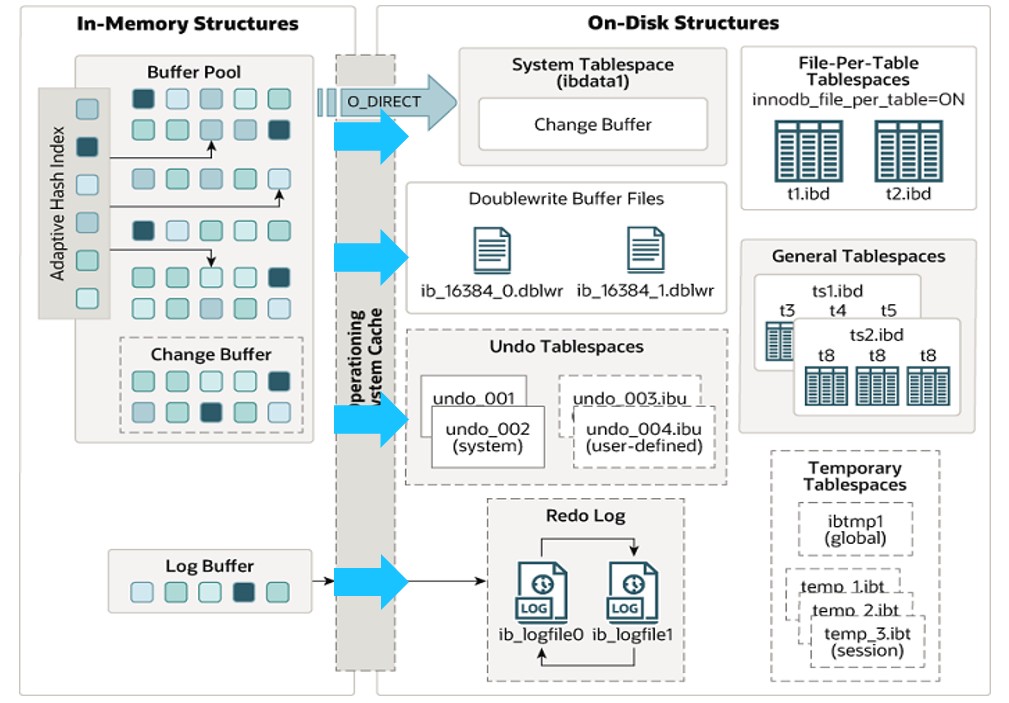 In-Memory Structures
Buffer Pool
Adaptive Hash Index
Change Buffer
Log Buffer
O_DIRECT
On-Disk Structures
System Tablespace
(ibdata1)
Change Buffer
Doublewrite Buffer Files
ib_16384_0.dblwr
ib_16384_1.dblwr
Undo Tablespaces
undo_001
undo_002
(system)
undo_003.ibu
undo_004.ibu
(user-defined)
Redo Log
LOG
LOG
ib_logfile0
ib_logfile1
File-Per-Table
Tablespaces
innodb_file_per_table=ON
t1.ibd
t2.ibd
General Tablespaces
ts1.ibd
t3
t4
t5
ts2.ibd
t8
t8
t8
Temporary
Tablespaces
ibtmp1
(global)
temp_1.ibt
temp_2.ibt
temp_3.ibt
(session)
Cache